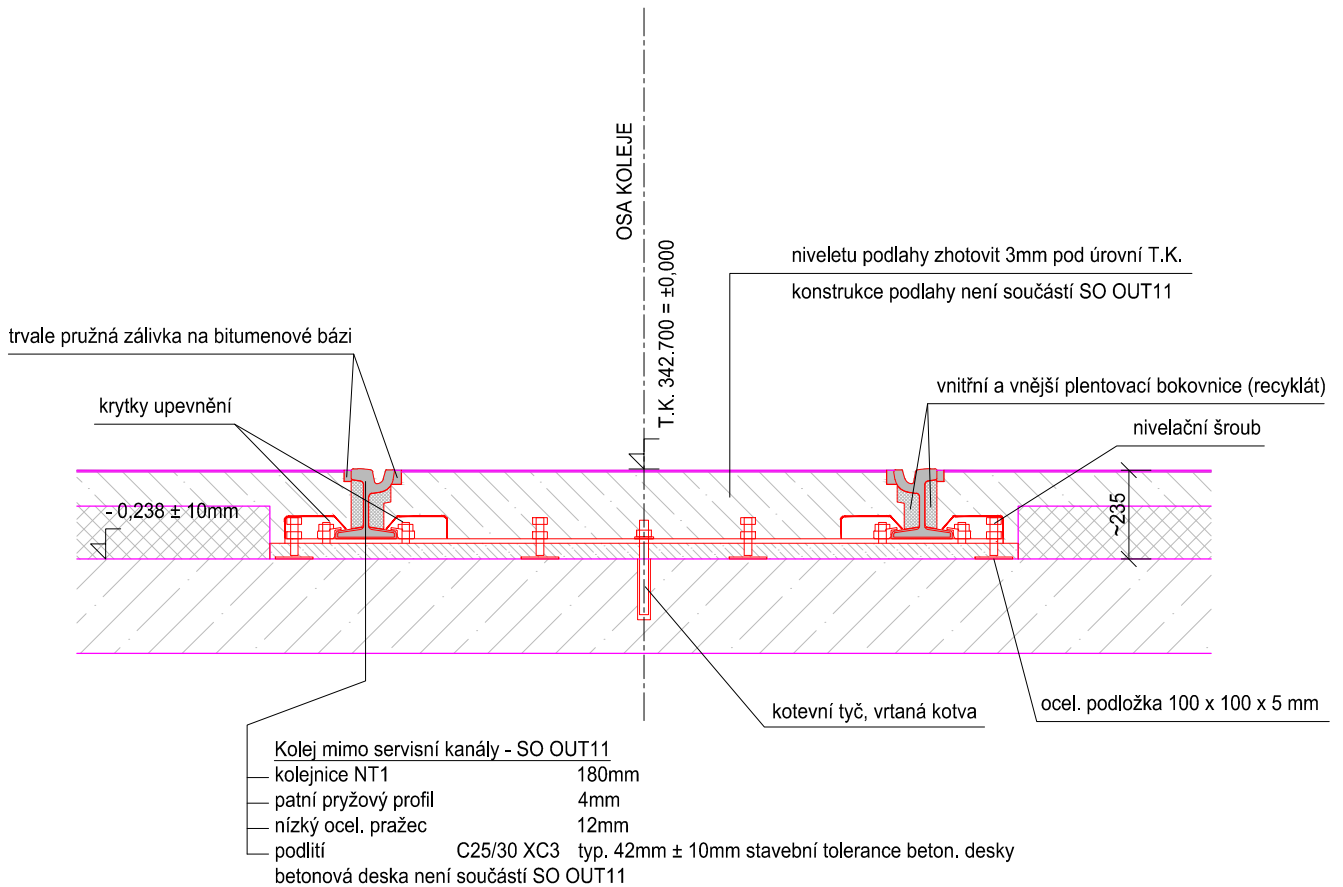 OSA KOLEJE
T.K. 342.700 = ±0,000
niveletu podlahy zhotovit 3mm pod úrovní T.K.
konstrukce podlahy není součástí SO OUT11
trvale pružná zálivka na bitumenové bázi
krytky upevnění
vnitřní a vnější plentovací bokovnice (recyklát)
nivelační šroub
- 0,238 ± 10mm
~235
kotevní tyč, vrtaná kotva
ocel. podložka 100 x 100 x 5 mm
Kolej mimo servisní kanály - SO OUT11
kolejnice NT1 180mm
patní pryžový profil 4mm
nízký ocel. pražec 12mm
podlití C25/30 XC3 typ. 42mm ± 10mm stavební tolerance beton. desky
betonová deska není součástí SO OUT11